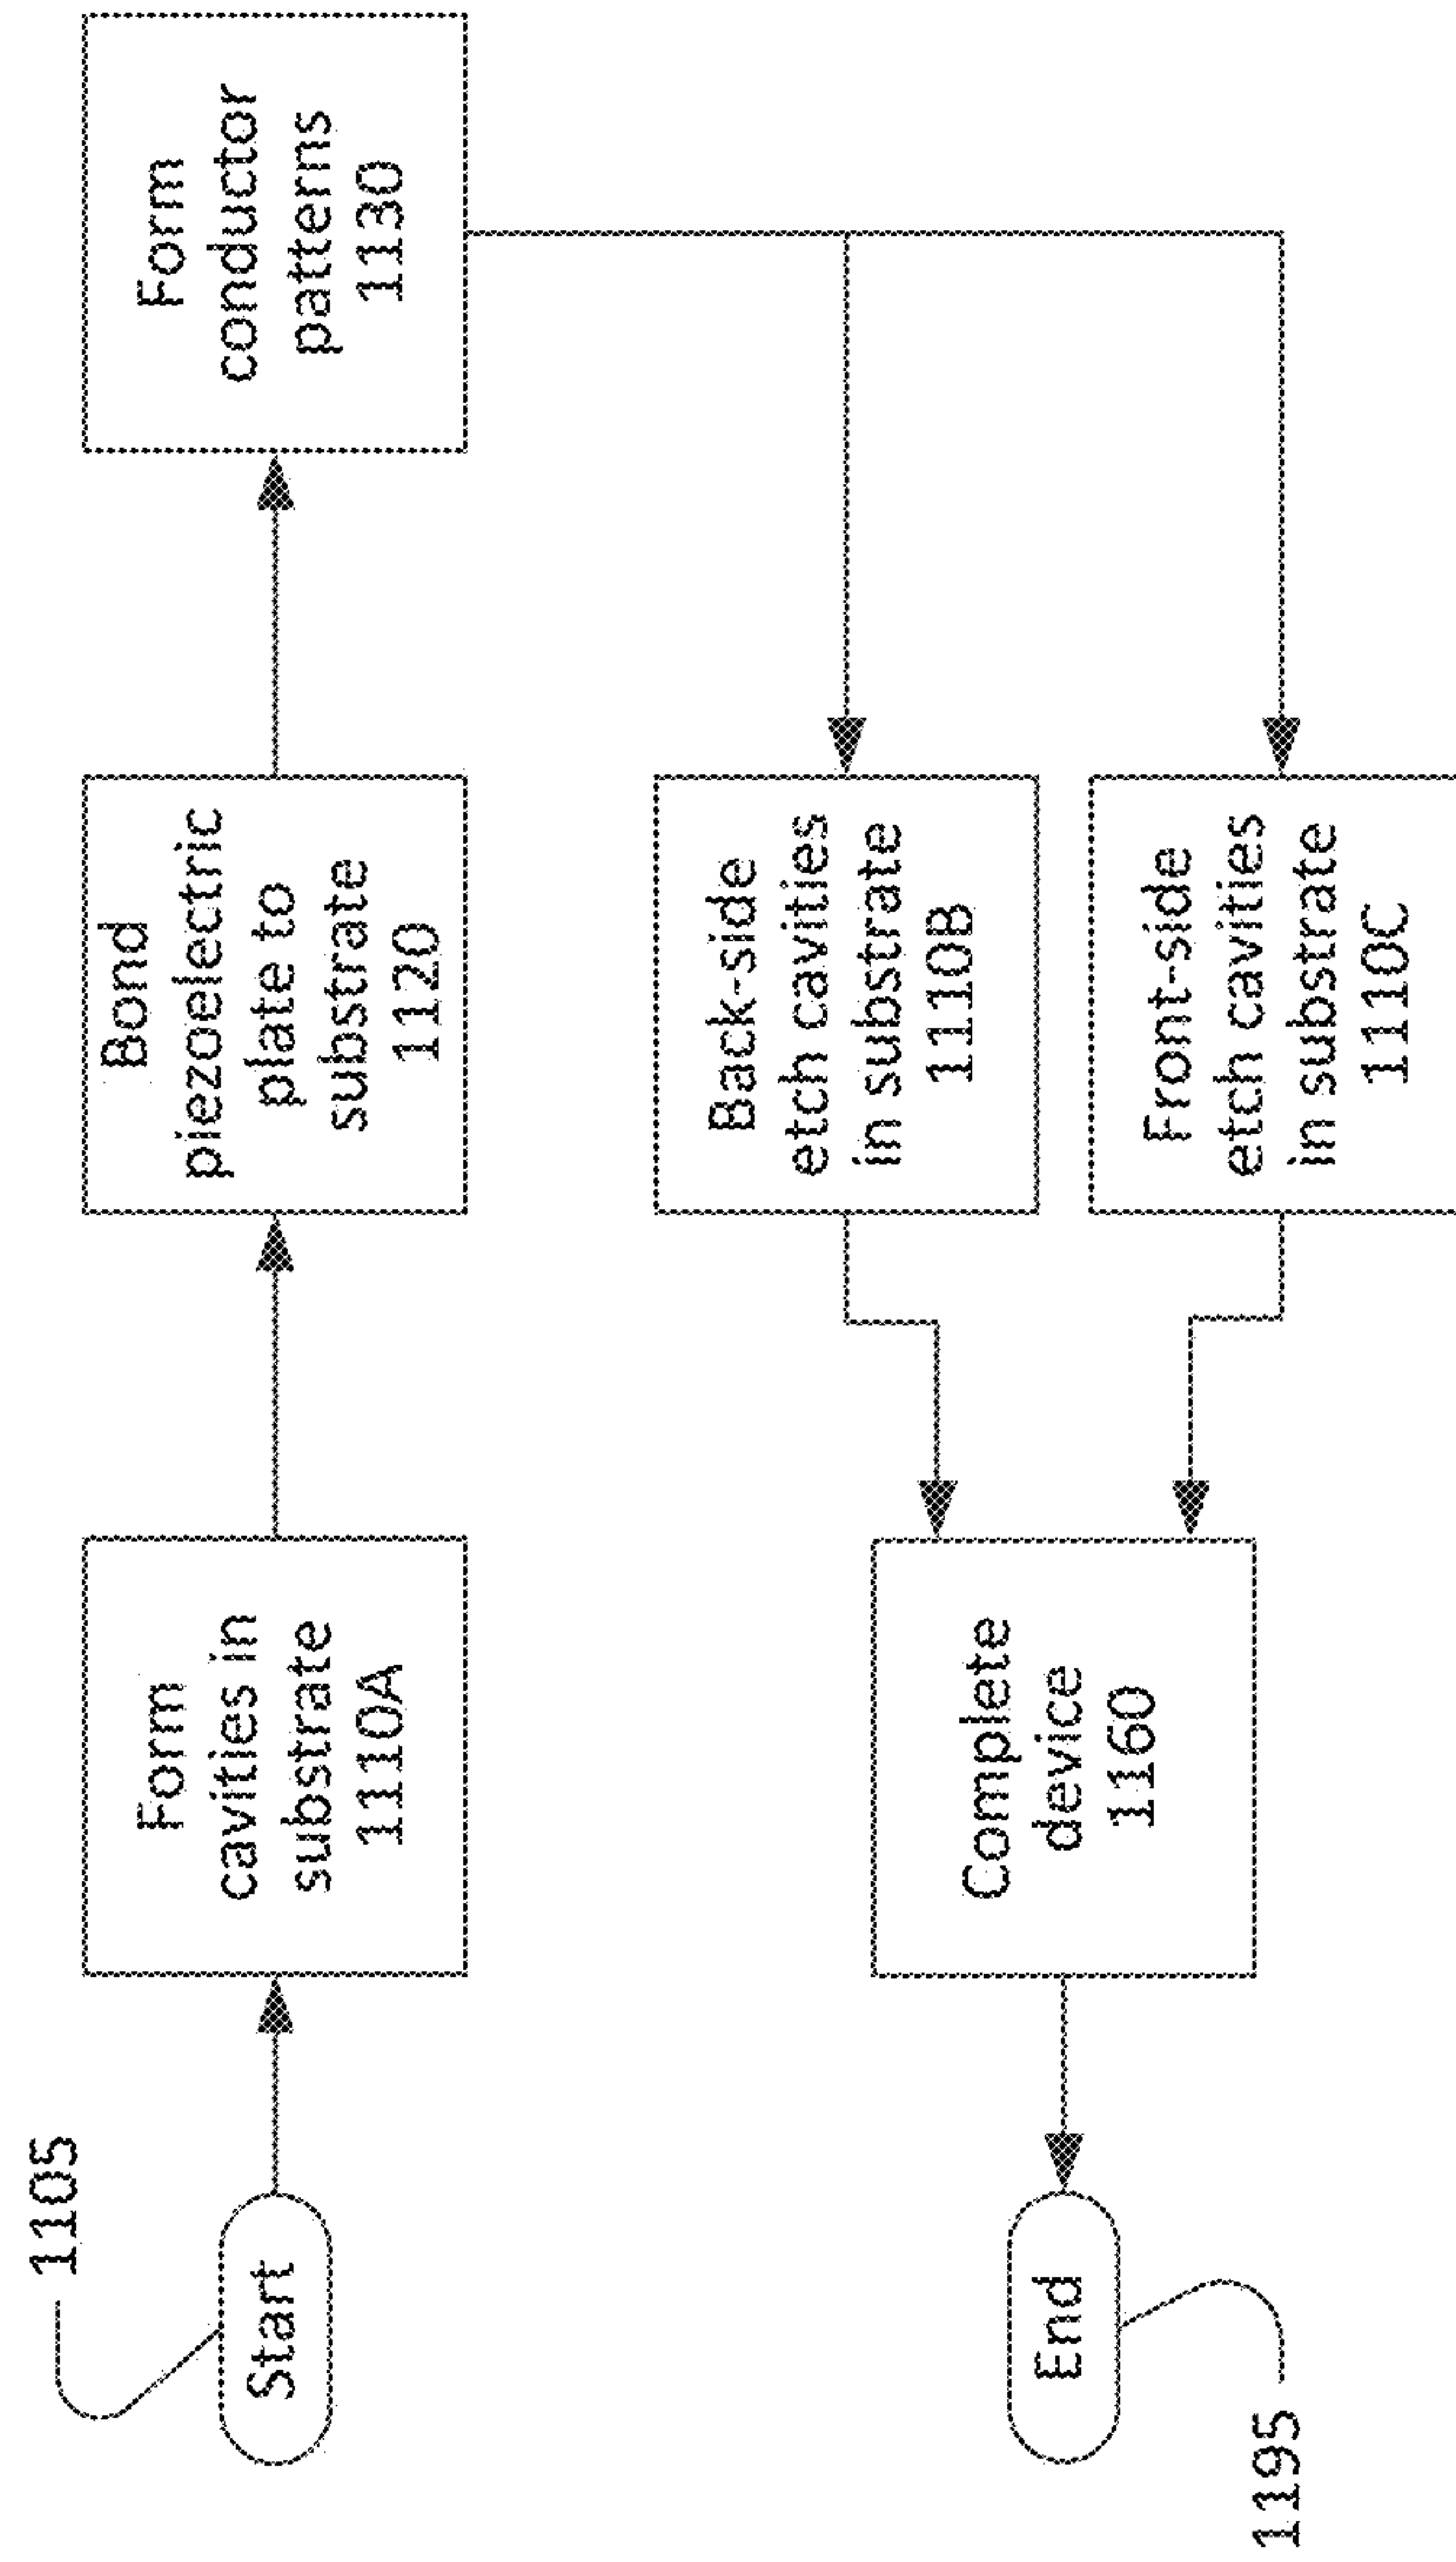 1105
Start
Form
cavities in
substrate
1110A
Bond
piezoelectric
plate to
substrate
1120
Form
conductor
patterns
1130
Back-side
etch cavities
in substrate
1110B
Front-side
etch cavities
in substrate
1110C
Complete
device
1160
End
1195